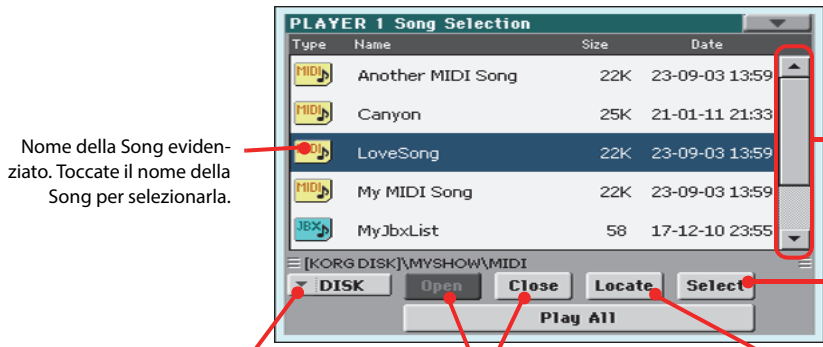 PLAYER 1 Song Selection
Type Name Size Date
MIDI Another MIDI Song 22K 23-09-03 13:59
MIDI Canyon 25K 21-01-11 21:33
Nome della Song eviden-
ziato. Toccate il nome della
Song per selezionarla.
MIDI LoveSong 22K 23-09-03 13:59
MIDI My MIDI Song 22K 23-09-03 13:59
JBX MyJbxList 58 17-12-10 23:55
[KORG DISK]\MYSHOW\MIDI
DISK Open Close Locate Select
Play All